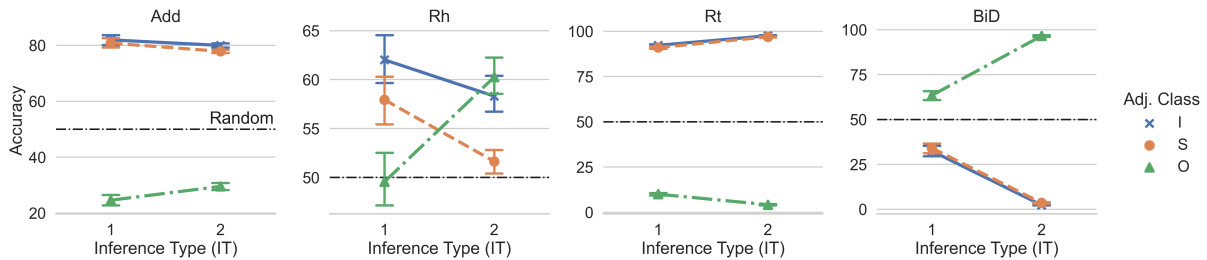 Add
Rh
Rt
BiD
Accuracy
80
60
40
20
Random
1
2
Inference Type (IT)
65
60
55
50
1
2
Inference Type (IT)
100
75
50
25
0
1
2
Inference Type (IT)
100
75
50
25
0
1
2
Inference Type (IT)
Adj. Class
I
S
O